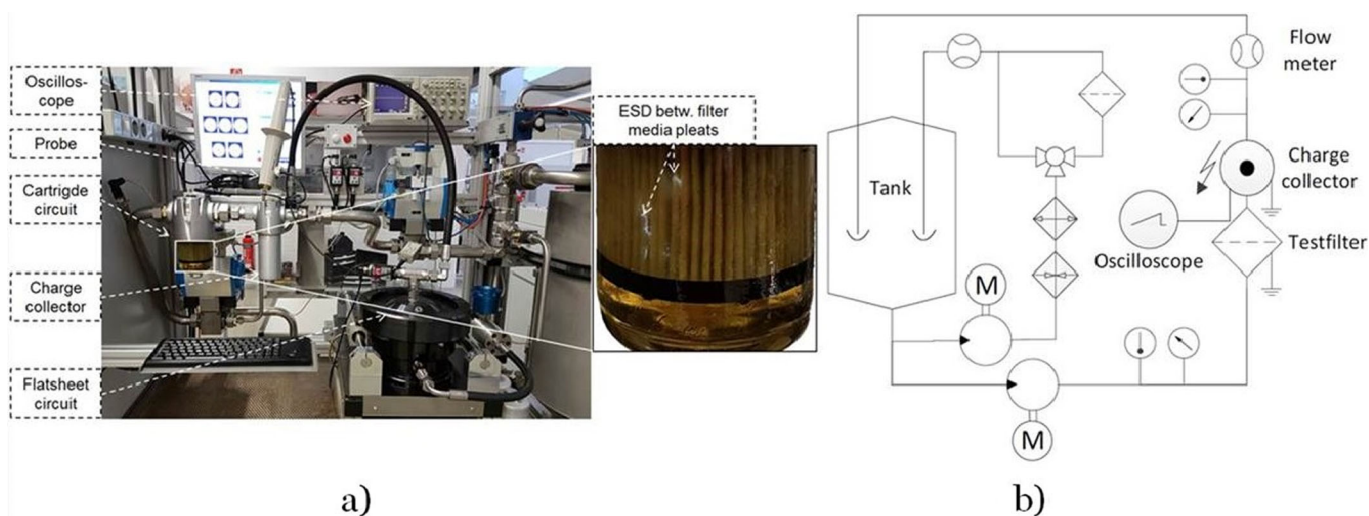 Oscillos-
cope
Probe
Cartrigde
circuit
Charge
collector
Flatsheet
circuit
ESD betw. filter
media pleats
Tank
M
M
Oscilloscope
Flow
meter
Charge
collector
Testfilter
a)
b)